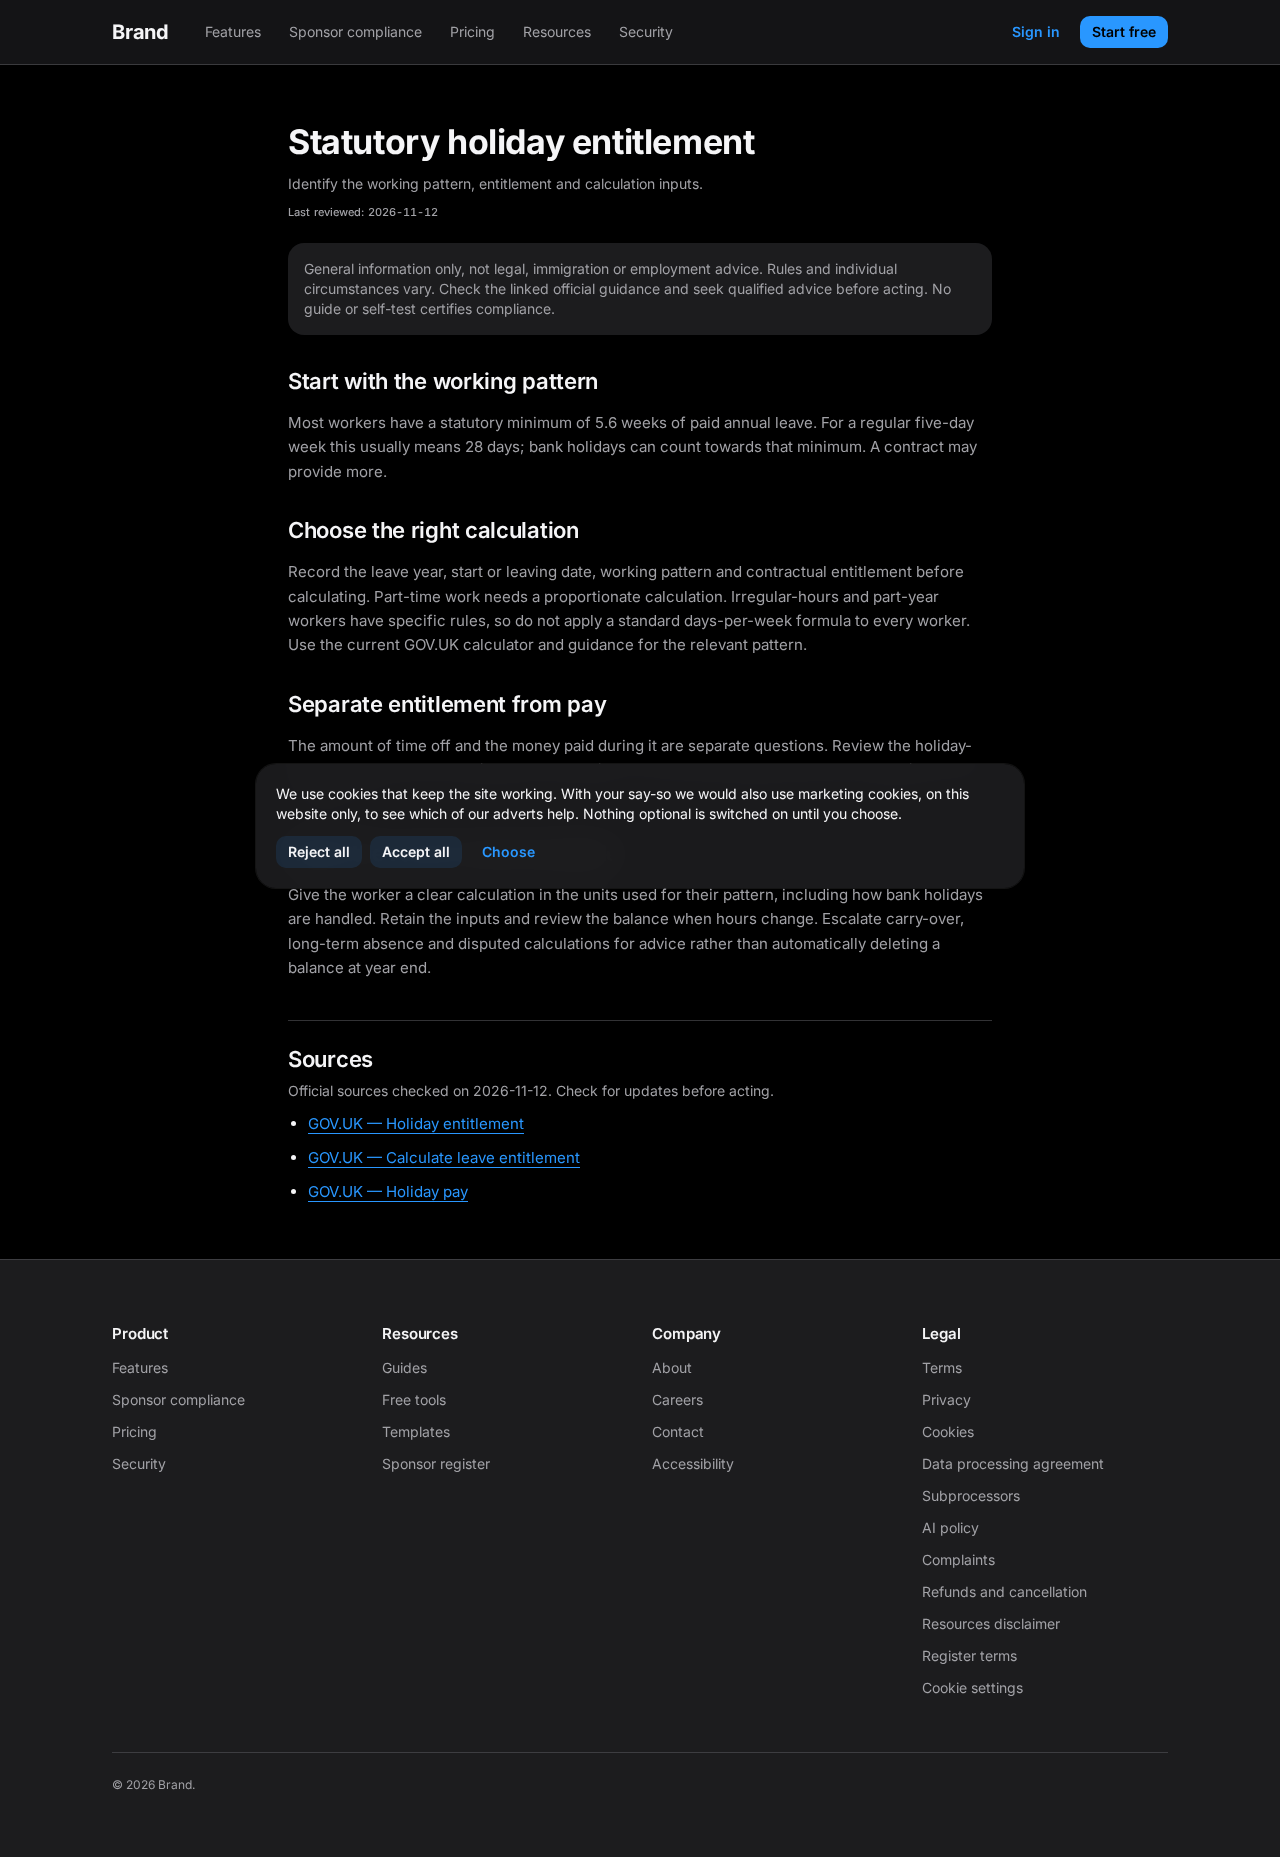 Brand
Features
Sponsor compliance
Pricing
Resources
Security
Sign in
Start free
Statutory holiday entitlement
Identify the working pattern, entitlement and calculation inputs.
Last reviewed: 2026-11-12
General information only, not legal, immigration or employment advice. Rules and individual
circumstances vary. Check the linked official guidance and seek qualified advice before acting. No
guide or self-test certifies compliance.
Start with the working pattern
Most workers have a statutory minimum of 5.6 weeks of paid annual leave. For a regular five-day
week this usually means 28 days; bank holidays can count towards that minimum. A contract may
provide more.
Choose the right calculation
Record the leave year, start or leaving date, working pattern and contractual entitlement before
calculating. Part-time work needs a proportionate calculation. Irregular-hours and part-year
workers have specific rules, so do not apply a standard days-per-week formula to every worker.
Use the current GOV.UK calculator and guidance for the relevant pattern.
Separate entitlement from pay
The amount of time off and the money paid during it are separate questions. Review the holiday-
We use cookies that keep the site working. With your say-so we would also use marketing cookies, on this
website only, to see which of our adverts help. Nothing optional is switched on until you choose.
Reject all
Accept all
Choose
Give the worker a clear calculation in the units used for their pattern, including how bank holidays
are handled. Retain the inputs and review the balance when hours change. Escalate carry-over,
long-term absence and disputed calculations for advice rather than automatically deleting a
balance at year end.
Sources
Official sources checked on 2026-11-12. Check for updates before acting.
GOV.UK — Holiday entitlement
GOV.UK — Calculate leave entitlement
GOV.UK — Holiday pay
Product
Features
Sponsor compliance
Pricing
Security
Resources
Guides
Free tools
Templates
Sponsor register
Company
About
Careers
Contact
Accessibility
Legal
Terms
Privacy
Cookies
Data processing agreement
Subprocessors
AI policy
Complaints
Refunds and cancellation
Resources disclaimer
Register terms
Cookie settings
© 2026 Brand.